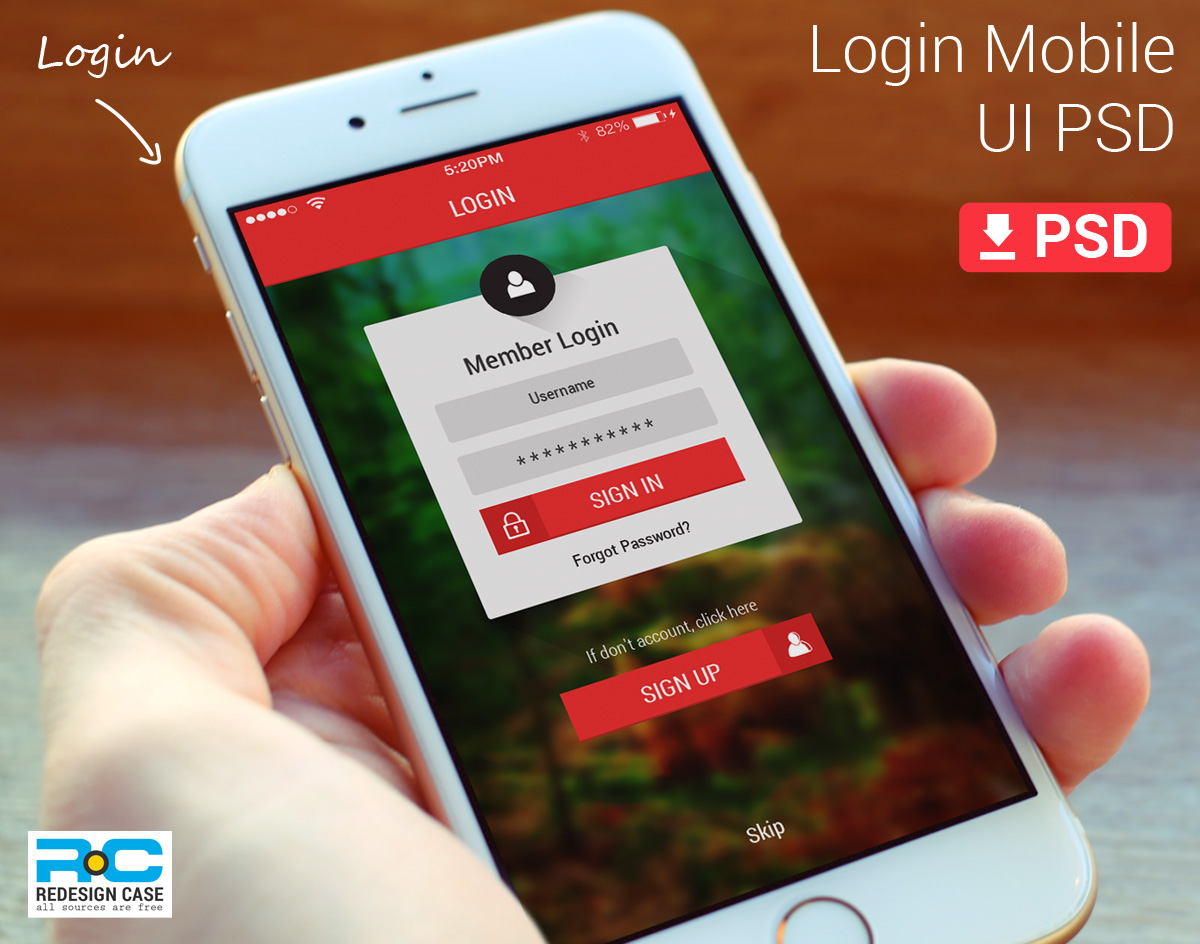 Login
Login Mobile
UI PSD
PSD
5:20PM
82%
LOGIN
Member Login
Username
***********
SIGN IN
Forgot Password?
If don't account, click here
SIGN UP
Skip
RC
REDESIGN CASE
all sources are free